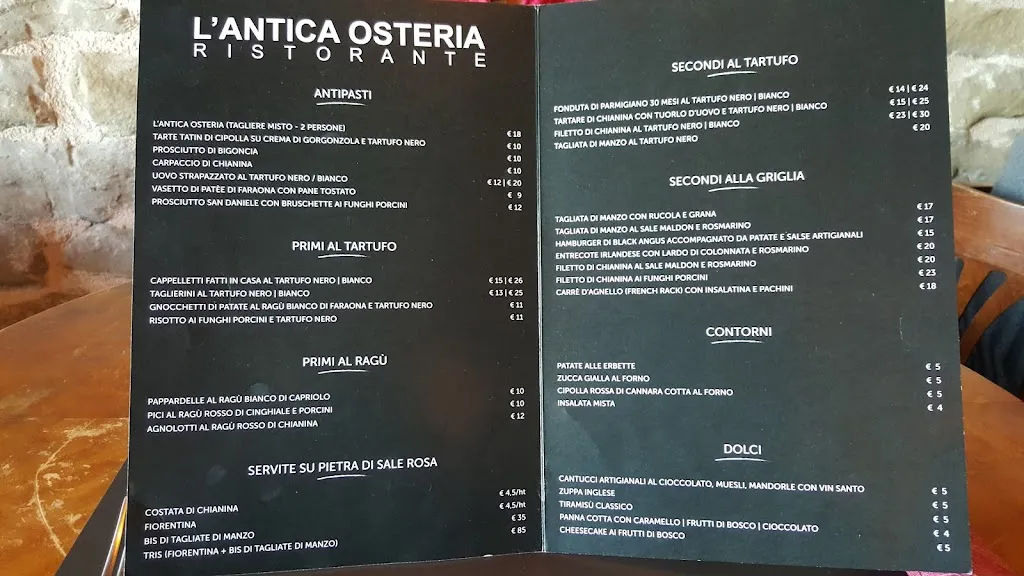 L'ANTICA OSTERIA
RISTORANTE
ANTIPASTI
L'ANTICA OSTERIA (TAGLIERE MISTO - 2 PERSONE) € 18
TARTE TATIN DI CIPOLLA SU CREMA DI GORGONZOLA E TARTUFO NERO € 10
PROSCIUTTO DI BIGONCIA € 10
CARPACCIO DI CHIANINA € 10
UOVO STRAPAZZATO AL TARTUFO NERO / BIANCO € 12 | € 20
VASETTO DI PATÈE DI FARAONA CON PANE TOSTATO € 9
PROSCIUTTO SAN DANIELE CON BRUSCHETTE AI FUNGHI PORCINI € 12
PRIMI AL TARTUFO
CAPPELLETTI FATTI IN CASA AL TARTUFO NERO | BIANCO € 15 | € 26
TAGLIERINI AL TARTUFO NERO | BIANCO € 13 | € 25
GNOCCHETTI DI PATATE AL RAGÙ BIANCO DI FARAONA E TARTUFO NERO € 11
RISOTTO AI FUNGHI PORCINI E TARTUFO NERO € 11
PRIMI AL RAGÙ
PAPPARDELLE AL RAGÙ BIANCO DI CAPRIOLO € 10
PICI AL RAGÙ ROSSO DI CINGHIALE E PORCINI € 10
AGNOLOTTI AL RAGÙ ROSSO DI CHIANINA € 12
SERVITE SU PIETRA DI SALE ROSA
COSTATA DI CHIANINA € 4,5/ht
FIORENTINA € 4,5/ht
BIS DI TAGLIATE DI MANZO € 35
TRIS (FIORENTINA + BIS DI TAGLIATE DI MANZO) € 85
SECONDI AL TARTUFO
FONDUTA DI PARMIGIANO 30 MESI AL TARTUFO NERO | BIANCO € 14 | € 24
TARTARE DI CHIANINA CON TUORLO D'UOVO E TARTUFO NERO | BIANCO € 15 | € 25
FILETTO DI CHIANINA AL TARTUFO NERO | BIANCO € 23 | € 30
TAGLIATA DI MANZO AL TARTUFO NERO € 20
SECONDI ALLA GRIGLIA
TAGLIATA DI MANZO CON RUCOLA E GRANA € 17
TAGLIATA DI MANZO AL SALE MALDON E ROSMARINO € 17
HAMBURGER DI BLACK ANGUS ACCOMPAGNATO DA PATATE E SALSE ARTIGIANALI € 15
ENTRECOTE IRLANDESE CON LARDO DI COLONNATA E ROSMARINO € 20
FILETTO DI CHIANINA AL SALE MALDON E ROSMARINO € 20
FILETTO DI CHIANINA AI FUNGHI PORCINI € 23
CARRÈ D'AGNELLO (FRENCH RACK) CON INSALATINA E PACHINI € 18
CONTORNI
PATATE ALLE ERBETTE € 5
ZUCCA GIALLA AL FORNO € 5
CIPOLLA ROSSA DI CANNARA COTTA AL FORNO € 5
INSALATA MISTA € 4
DOLCI
CANTUCCI ARTIGIANALI AL CIOCCOLATO, MUESLI, MANDORLE CON VIN SANTO € 5
ZUPPA INGLESE € 5
TIRAMISÙ CLASSICO € 5
PANNA COTTA CON CARAMELLO | FRUTTI DI BOSCO | CIOCCOLATO € 4
CHEESECAKE AI FRUTTI DI BOSCO € 5